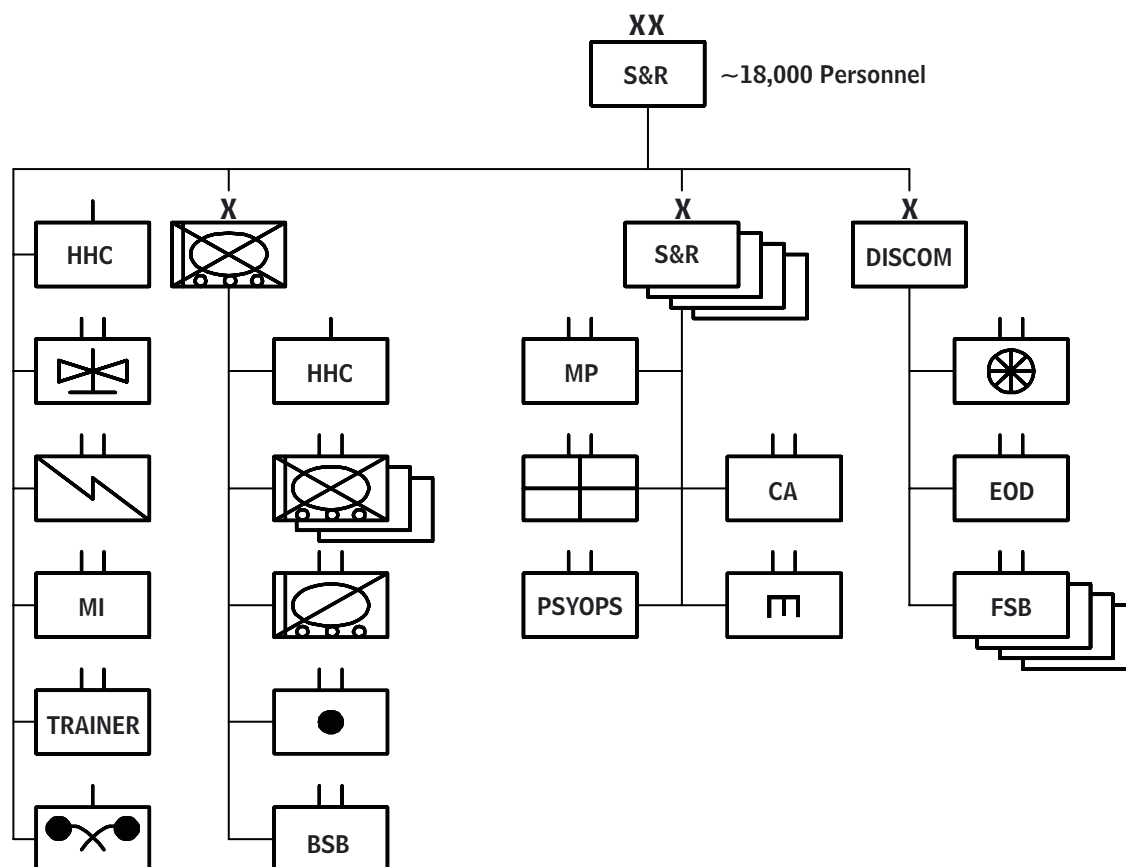 XX
S&R
~18,000 Personnel
X
X
X
HHC
S&R
DISCOM
HHC
MP
CA
EOD
MI
PSYOPS
FSB
TRAINER
BSB